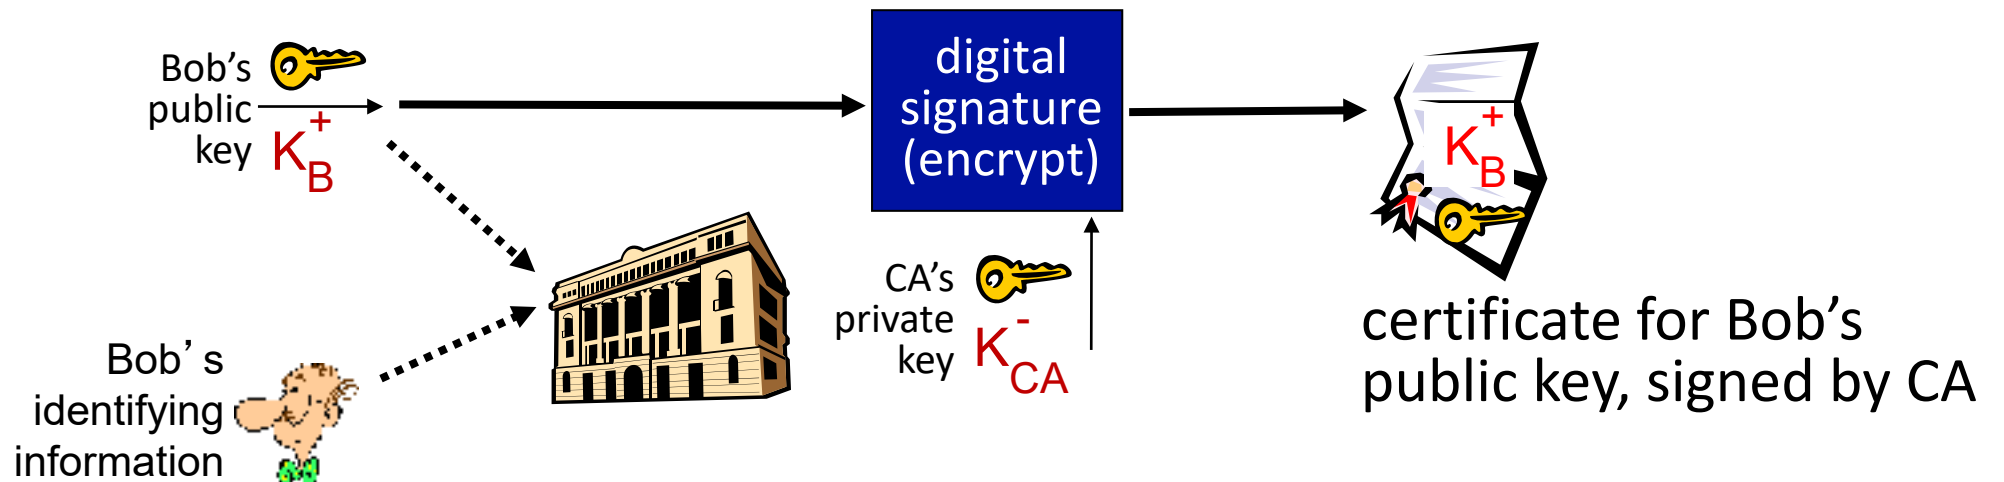 Bob's
public
key
K
+
B
digital
signature
(encrypt)
K
+
B
CA's
private
key
K
-
CA
certificate for Bob's
public key, signed by CA
Bob's
identifying
information